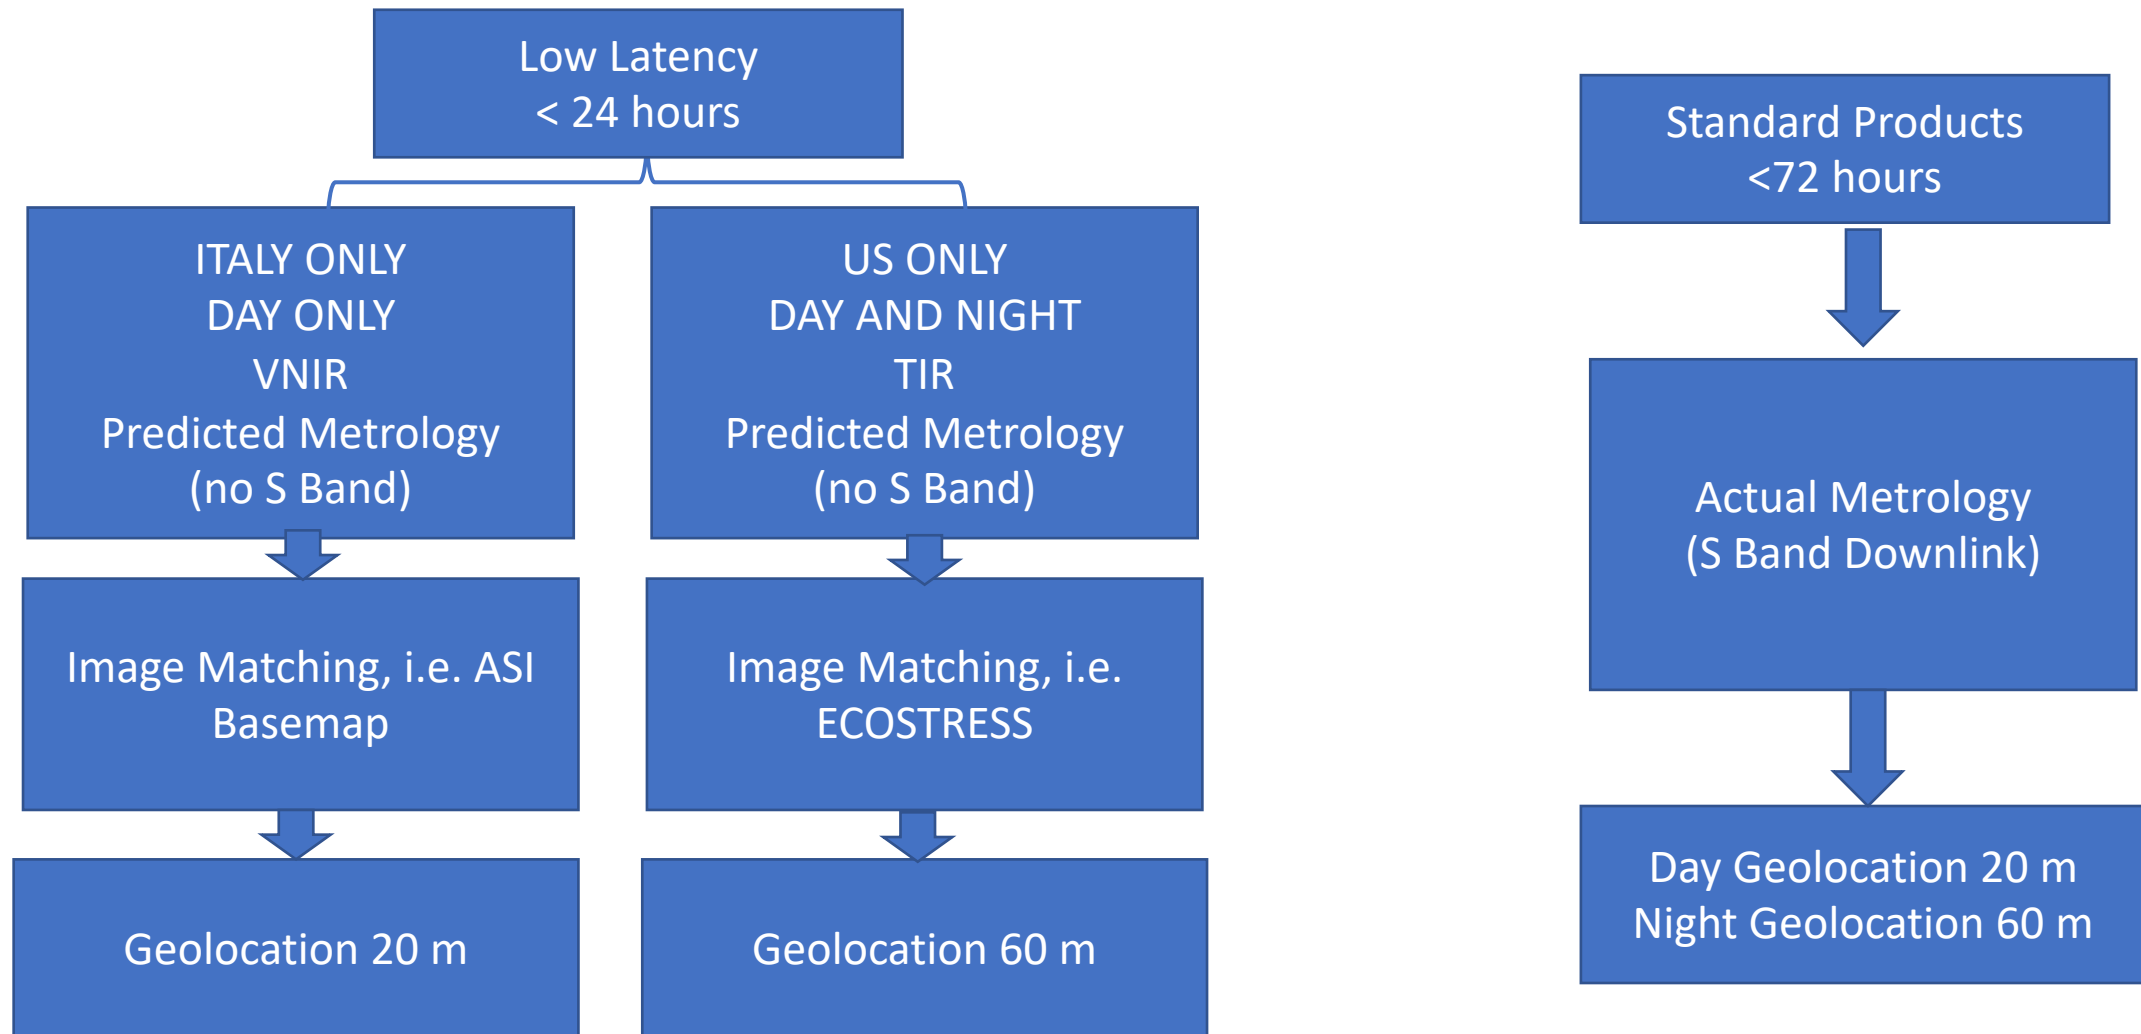 Low Latency
< 24 hours
ITALY ONLY
DAY ONLY
VNIR
Predicted Metrology
(no S Band)
Image Matching, i.e. ASI
Basemap
Geolocation 20 m
US ONLY
DAY AND NIGHT
TIR
Predicted Metrology
(no S Band)
Image Matching, i.e.
ECOSTRESS
Geolocation 60 m
Standard Products
<72 hours
Actual Metrology
(S Band Downlink)
Day Geolocation 20 m
Night Geolocation 60 m